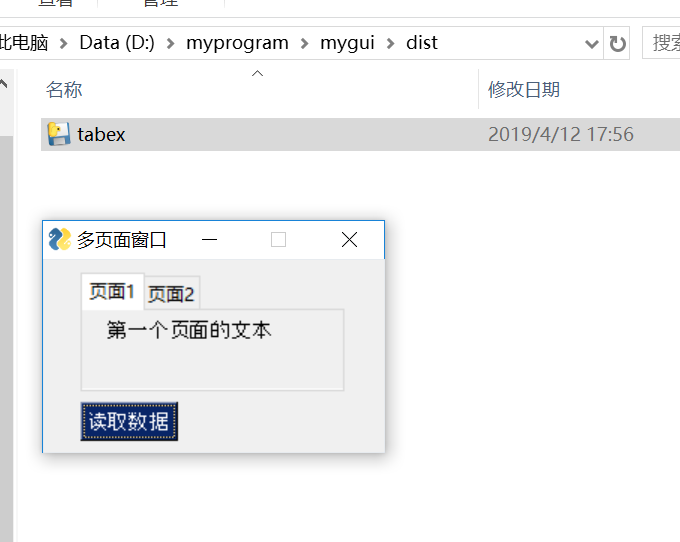 查看 管理
此电脑 > Data (D:) > myprogram > mygui > dist 搜索
名称 修改日期
tabex 2019/4/12 17:56
多页面窗口
页面1 页面2
第一个页面的文本
读取数据